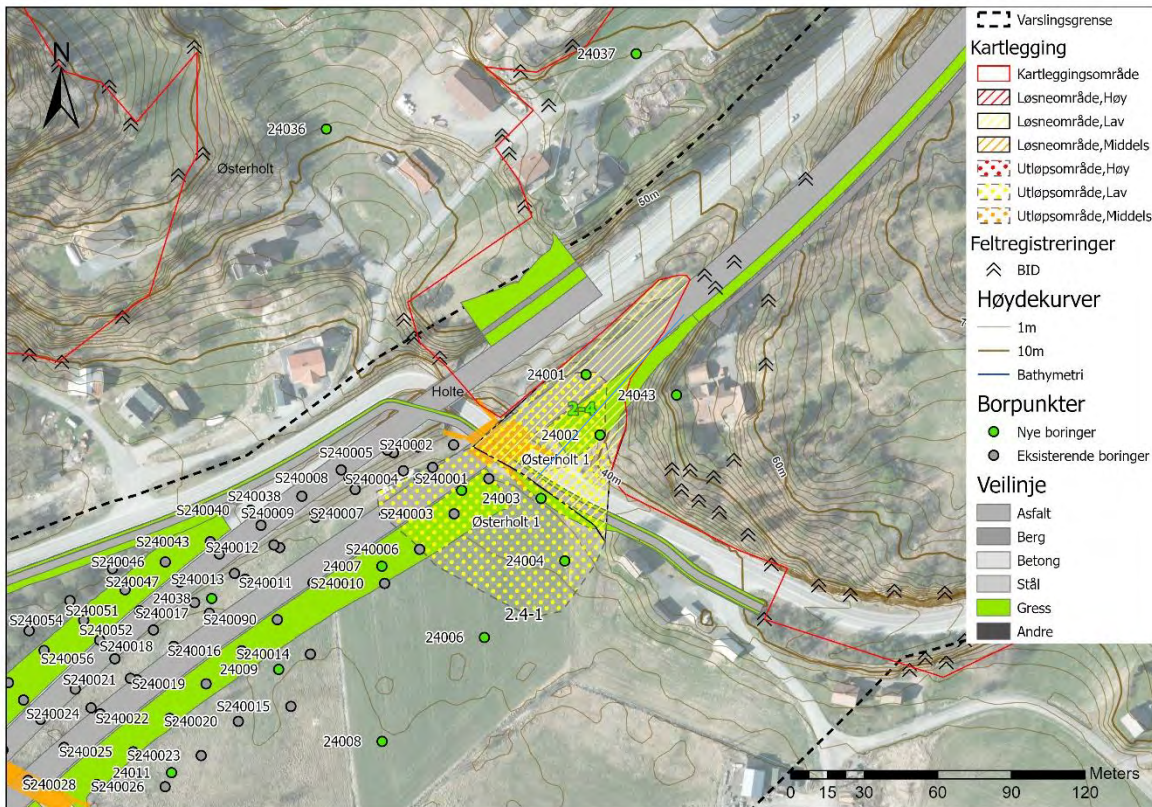 N
24037
24036
Østerholt
50m
24001
24043
2-4
Holte
24002
S240002
S240005
Østerholt 1
40m
60m
S240008
S240004
S240001
S240038
24003
S240040
S240009
S240007
S240003
Østerholt 1
S240043
S240012
S240006
S240046
24007
24004
S240013
S240011
S240010
S240047
24038
2.4-1
S240051
S240017
S240090
S240054
S240052
24006
S240018
S240016
S240014
S240056
24009
S240021
S240019
S240015
S240024
S240022
S240020
24008
S240025
S240023
24011
S240028
S240026
Varslingsgrense
Kartlegging
Kartleggingsområde
Løsneområde,Høy
Løsneområde,Lav
Løsneområde,Middels
Utløpsområde,Høy
Utløpsområde,Lav
Utløpsområde,Middels
Feltregistreringer
BID
Høydekurver
1m
10m
Bathymetri
Borpunkter
Nye boringer
Eksisterende boringer
Veilinje
Asfalt
Berg
Betong
Stål
Gress
Andre
Meters
0 15 30 60 90 120